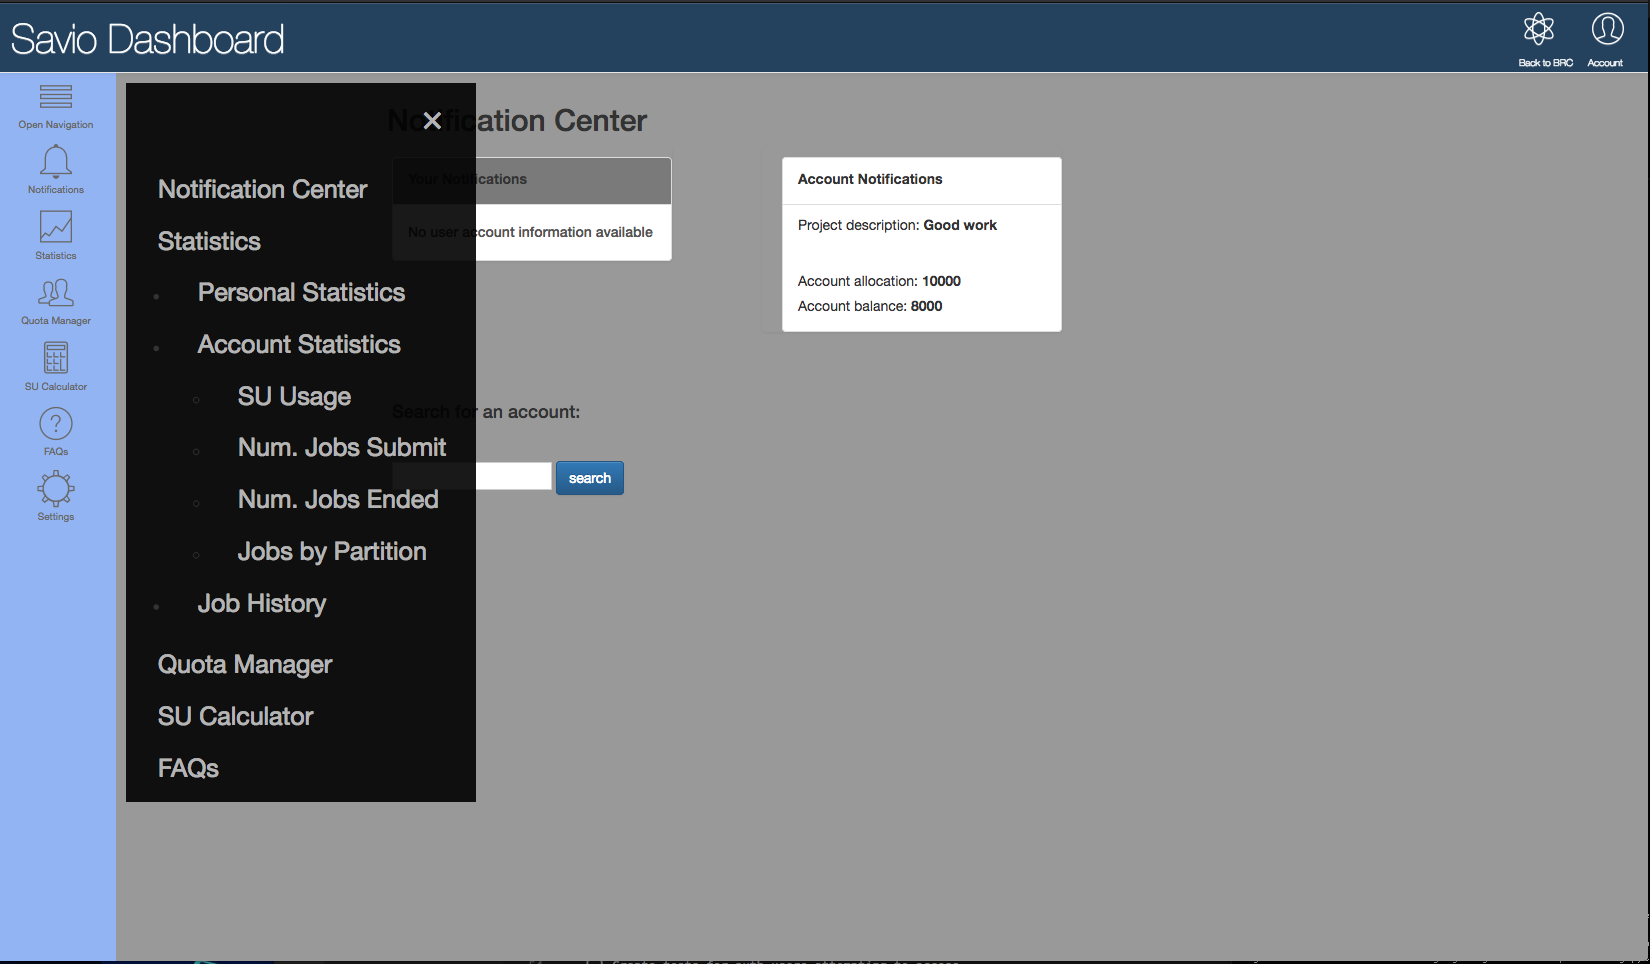 Savio Dashboard
Back to BRC
Account
Open Navigation
Notifications
Statistics
Quota Manager
SU Calculator
?
FAQs
Settings
×
Notification Center
Statistics
Personal Statistics
Account Statistics
SU Usage
Num. Jobs Submit
Num. Jobs Ended
Jobs by Partition
Job History
Quota Manager
SU Calculator
FAQs
Notification Center
Your Notifications
No user account information available
Account Notifications
Project description: Good work
Account allocation: 10000
Account balance: 8000
Search for an account:
search